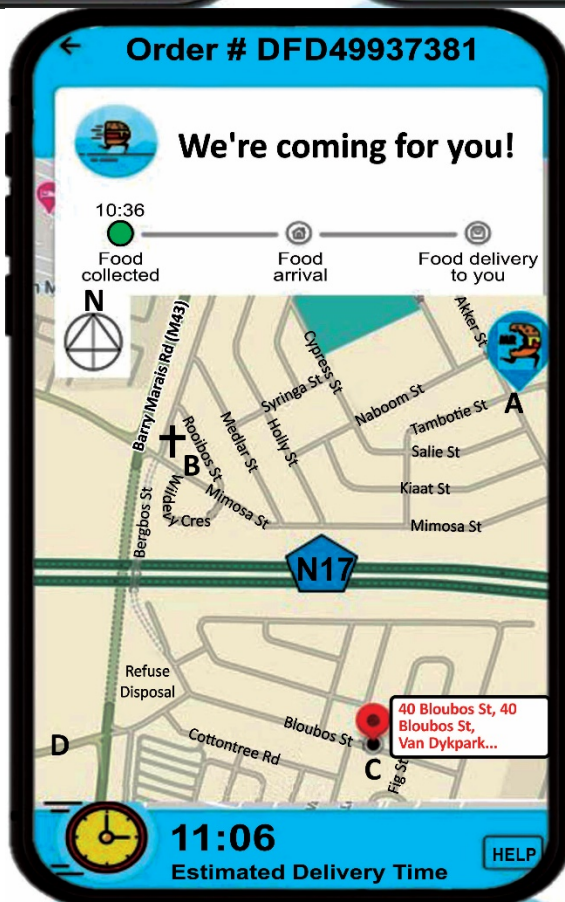 Order # DFD49937381
We're coming for you!
10:36
Food
collected
Food
arrival
Food delivery
to you
N
Barry Marais Rd (M43)
Akker St
Cypress St
Syringa St
Naboom St
A
Medlar St
Holly St
Tambotie St
Rooibos St
B
Salie St
Wildevy Cres
Mimosa St
Kiaat St
Bergbos St
Mimosa St
N17
Refuse
Disposal
40 Bloubos St, 40
Bloubos St,
Van Dykpark...
Bloubos St
D
Cottontree Rd
C
Fig St
11:06
Estimated Delivery Time
HELP